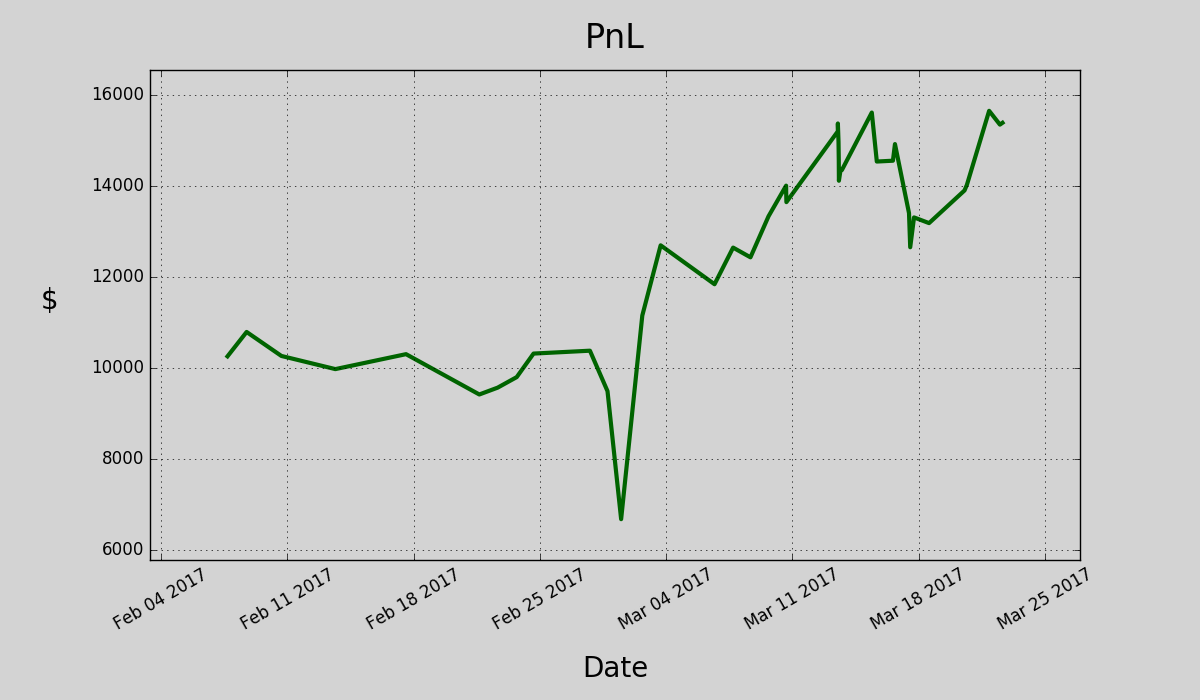 PnL
16000
14000
12000
$
10000
8000
6000
Feb 04 2017
Feb 11 2017
Feb 18 2017
Feb 25 2017
Mar 04 2017
Mar 11 2017
Mar 18 2017
Mar 25 2017
Date